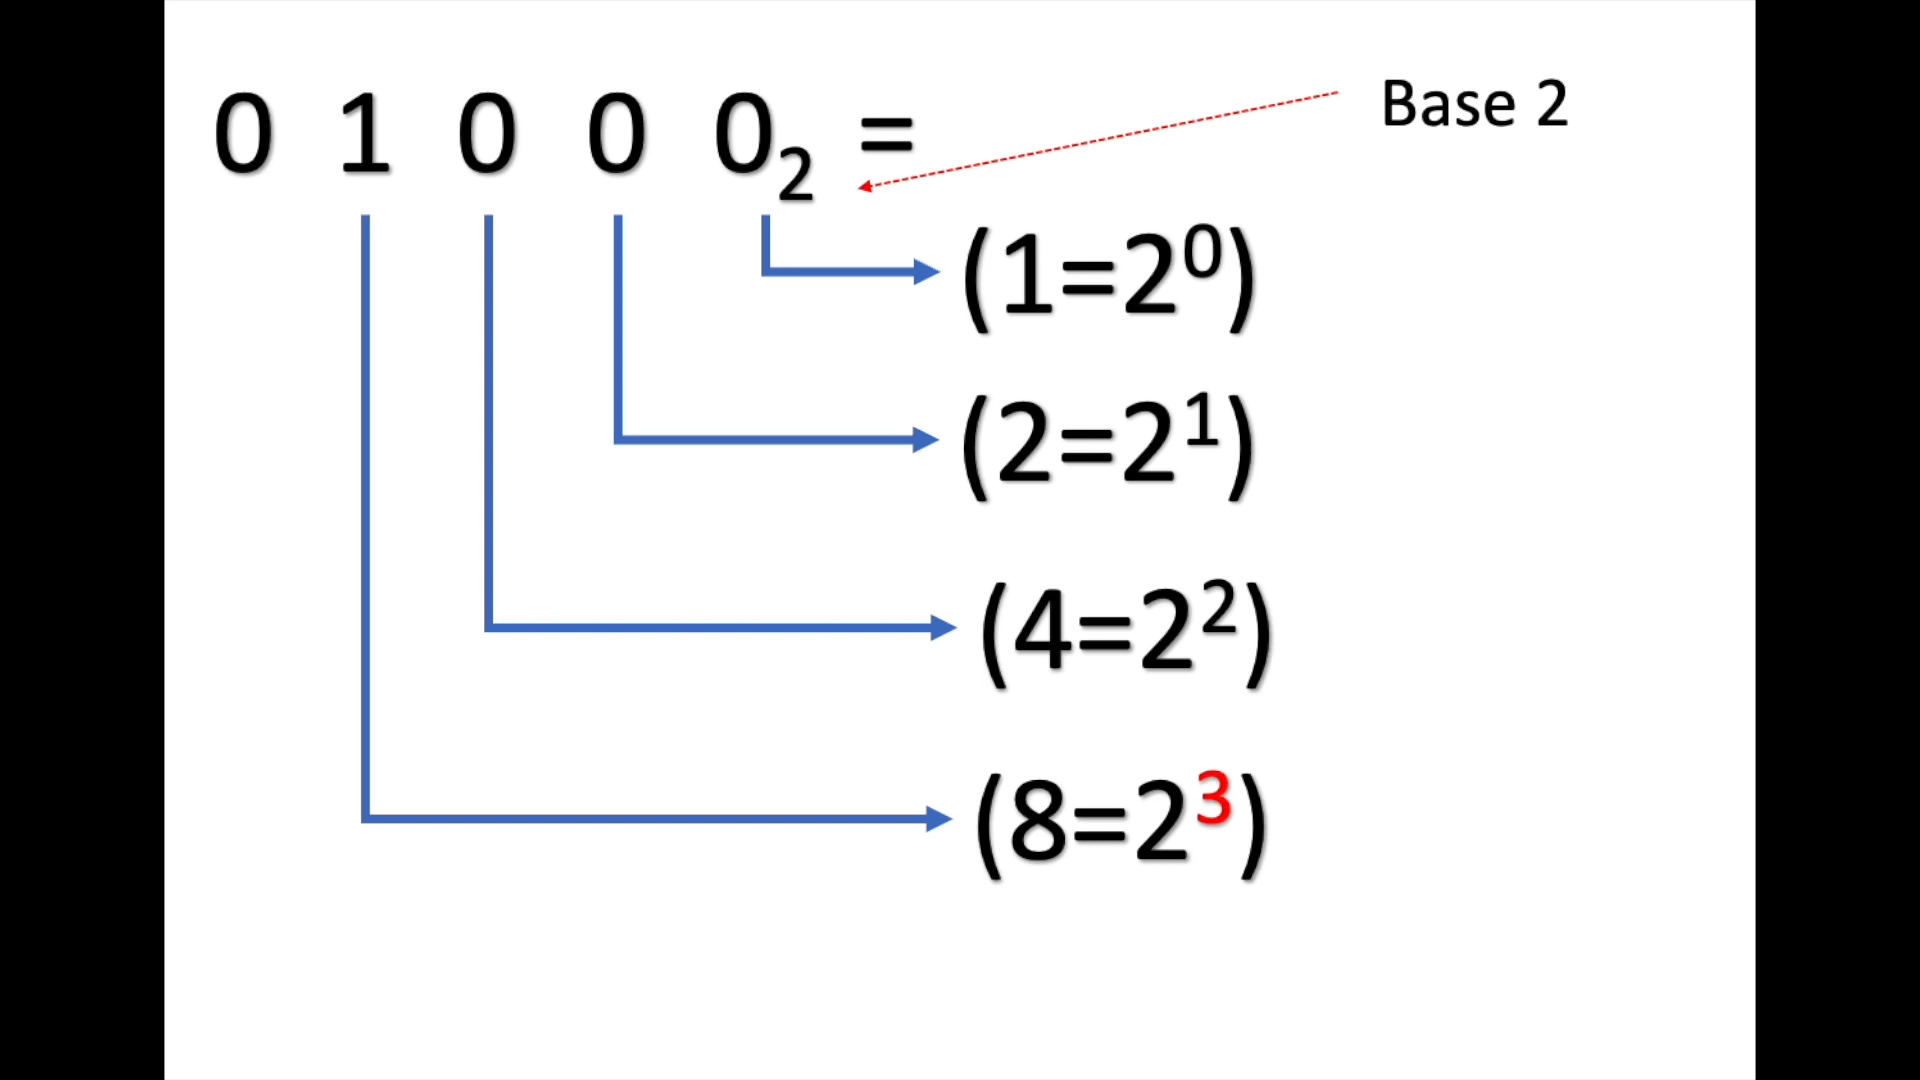 0 1 0 0 0₂ =
Base 2
(1=2⁰)
(2=2¹)
(4=2²)
(8=2³)